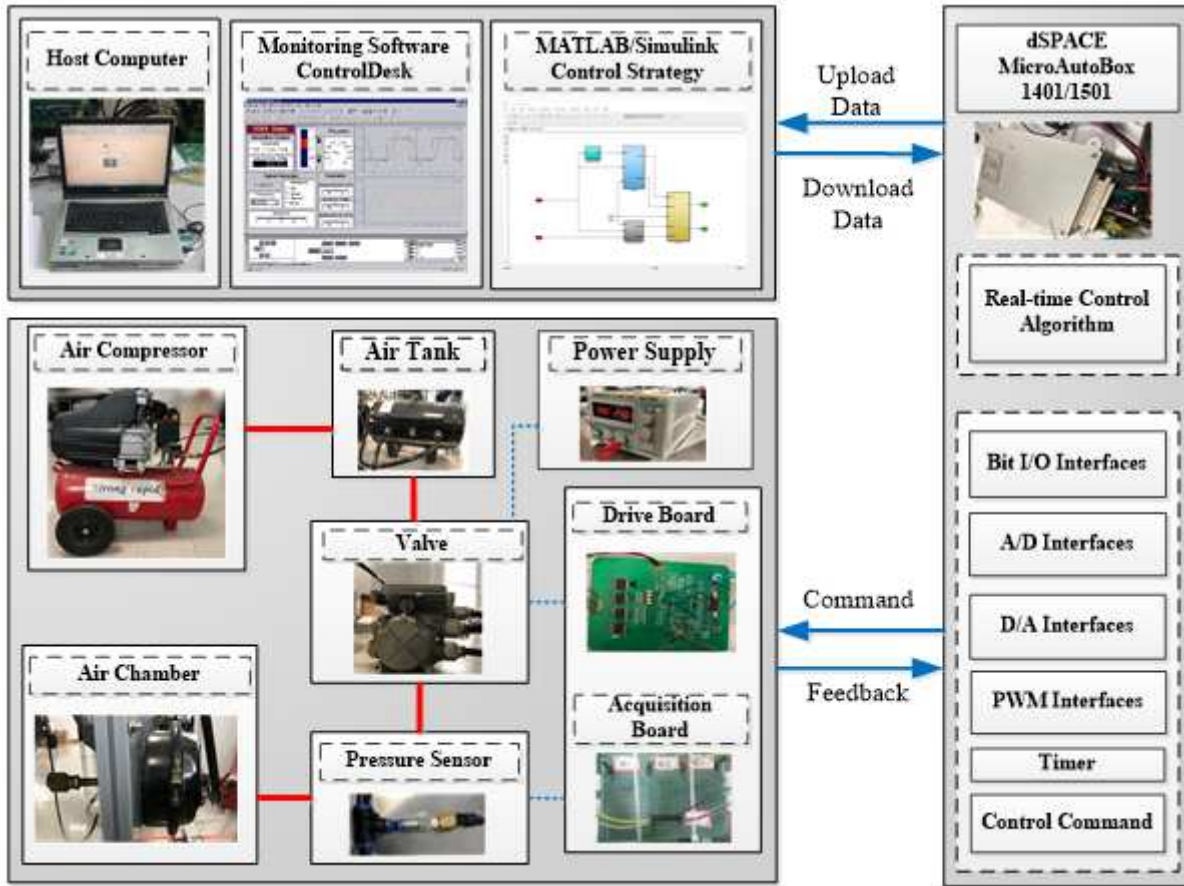 Host Computer
Monitoring Software
ControlDesk
MATLAB/Simulink
Control Strategy
Upload
Data
Download
Data
dSPACE
MicroAutoBox
1401/1501
Real-time Control
Algorithm
Air Compressor
Air Tank
Power Supply
Valve
Drive Board
Air Chamber
Pressure Sensor
Acquisition
Board
Command
Feedback
Bit I/O Interfaces
A/D Interfaces
D/A Interfaces
PWM Interfaces
Timer
Control Command